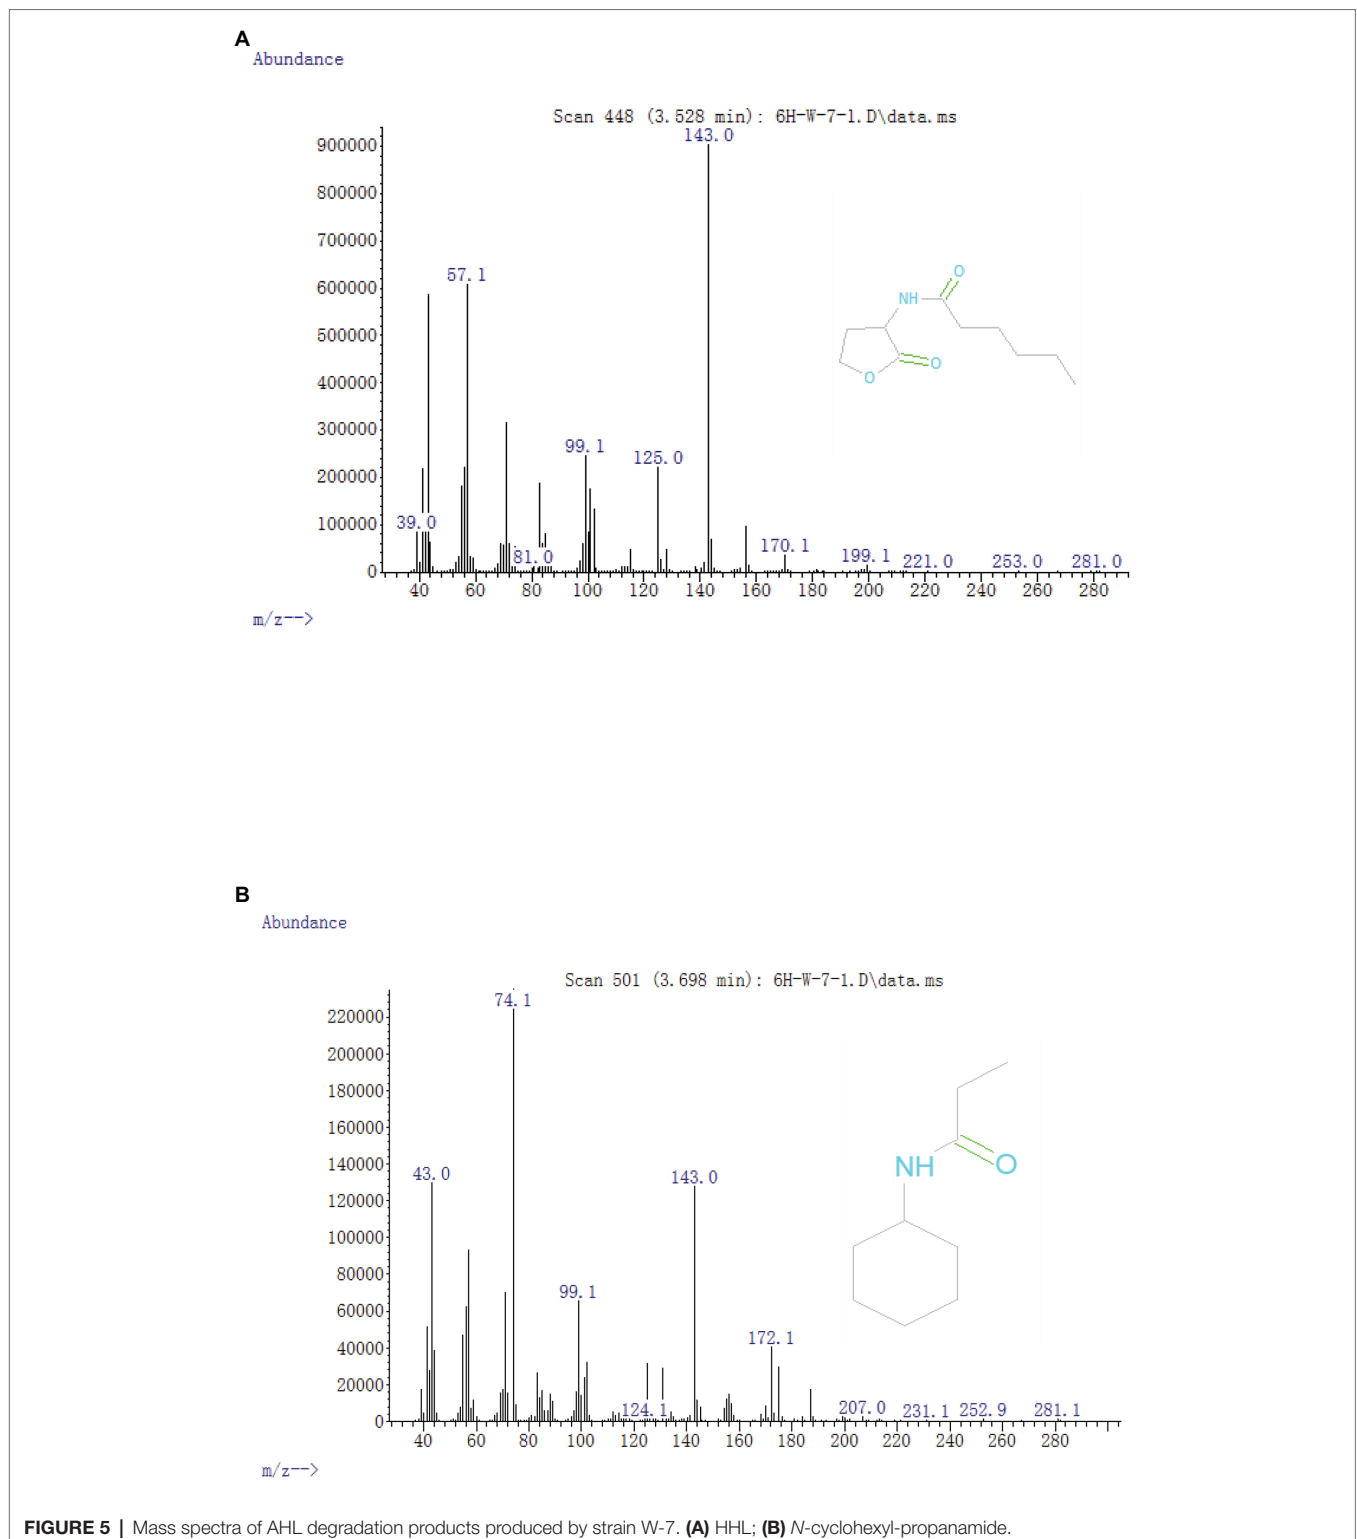 A
Abundance
Scan 448 (3.528 min): 6H-W-7-1.D\data.ms
143.0
900000
800000
700000
600000
500000
400000
300000
200000
100000
0
57.1
99.1
125.0
39.0
81.0
170.1
199.1
221.0
253.0
281.0
O
NH
O
O
40 60 80 100 120 140 160 180 200 220 240 260 280
m/z-->
B
Abundance
Scan 501 (3.698 min): 6H-W-7-1.D\data.ms
74.1
220000
200000
180000
160000
140000
120000
100000
80000
60000
40000
20000
0
43.0
143.0
99.1
172.1
124.1
207.0
231.1
252.9
281.1
NH
O
40 60 80 100 120 140 160 180 200 220 240 260 280
m/z-->
FIGURE 5 | Mass spectra of AHL degradation products produced by strain W-7. (A) HHL; (B) N-cyclohexyl-propanamide.